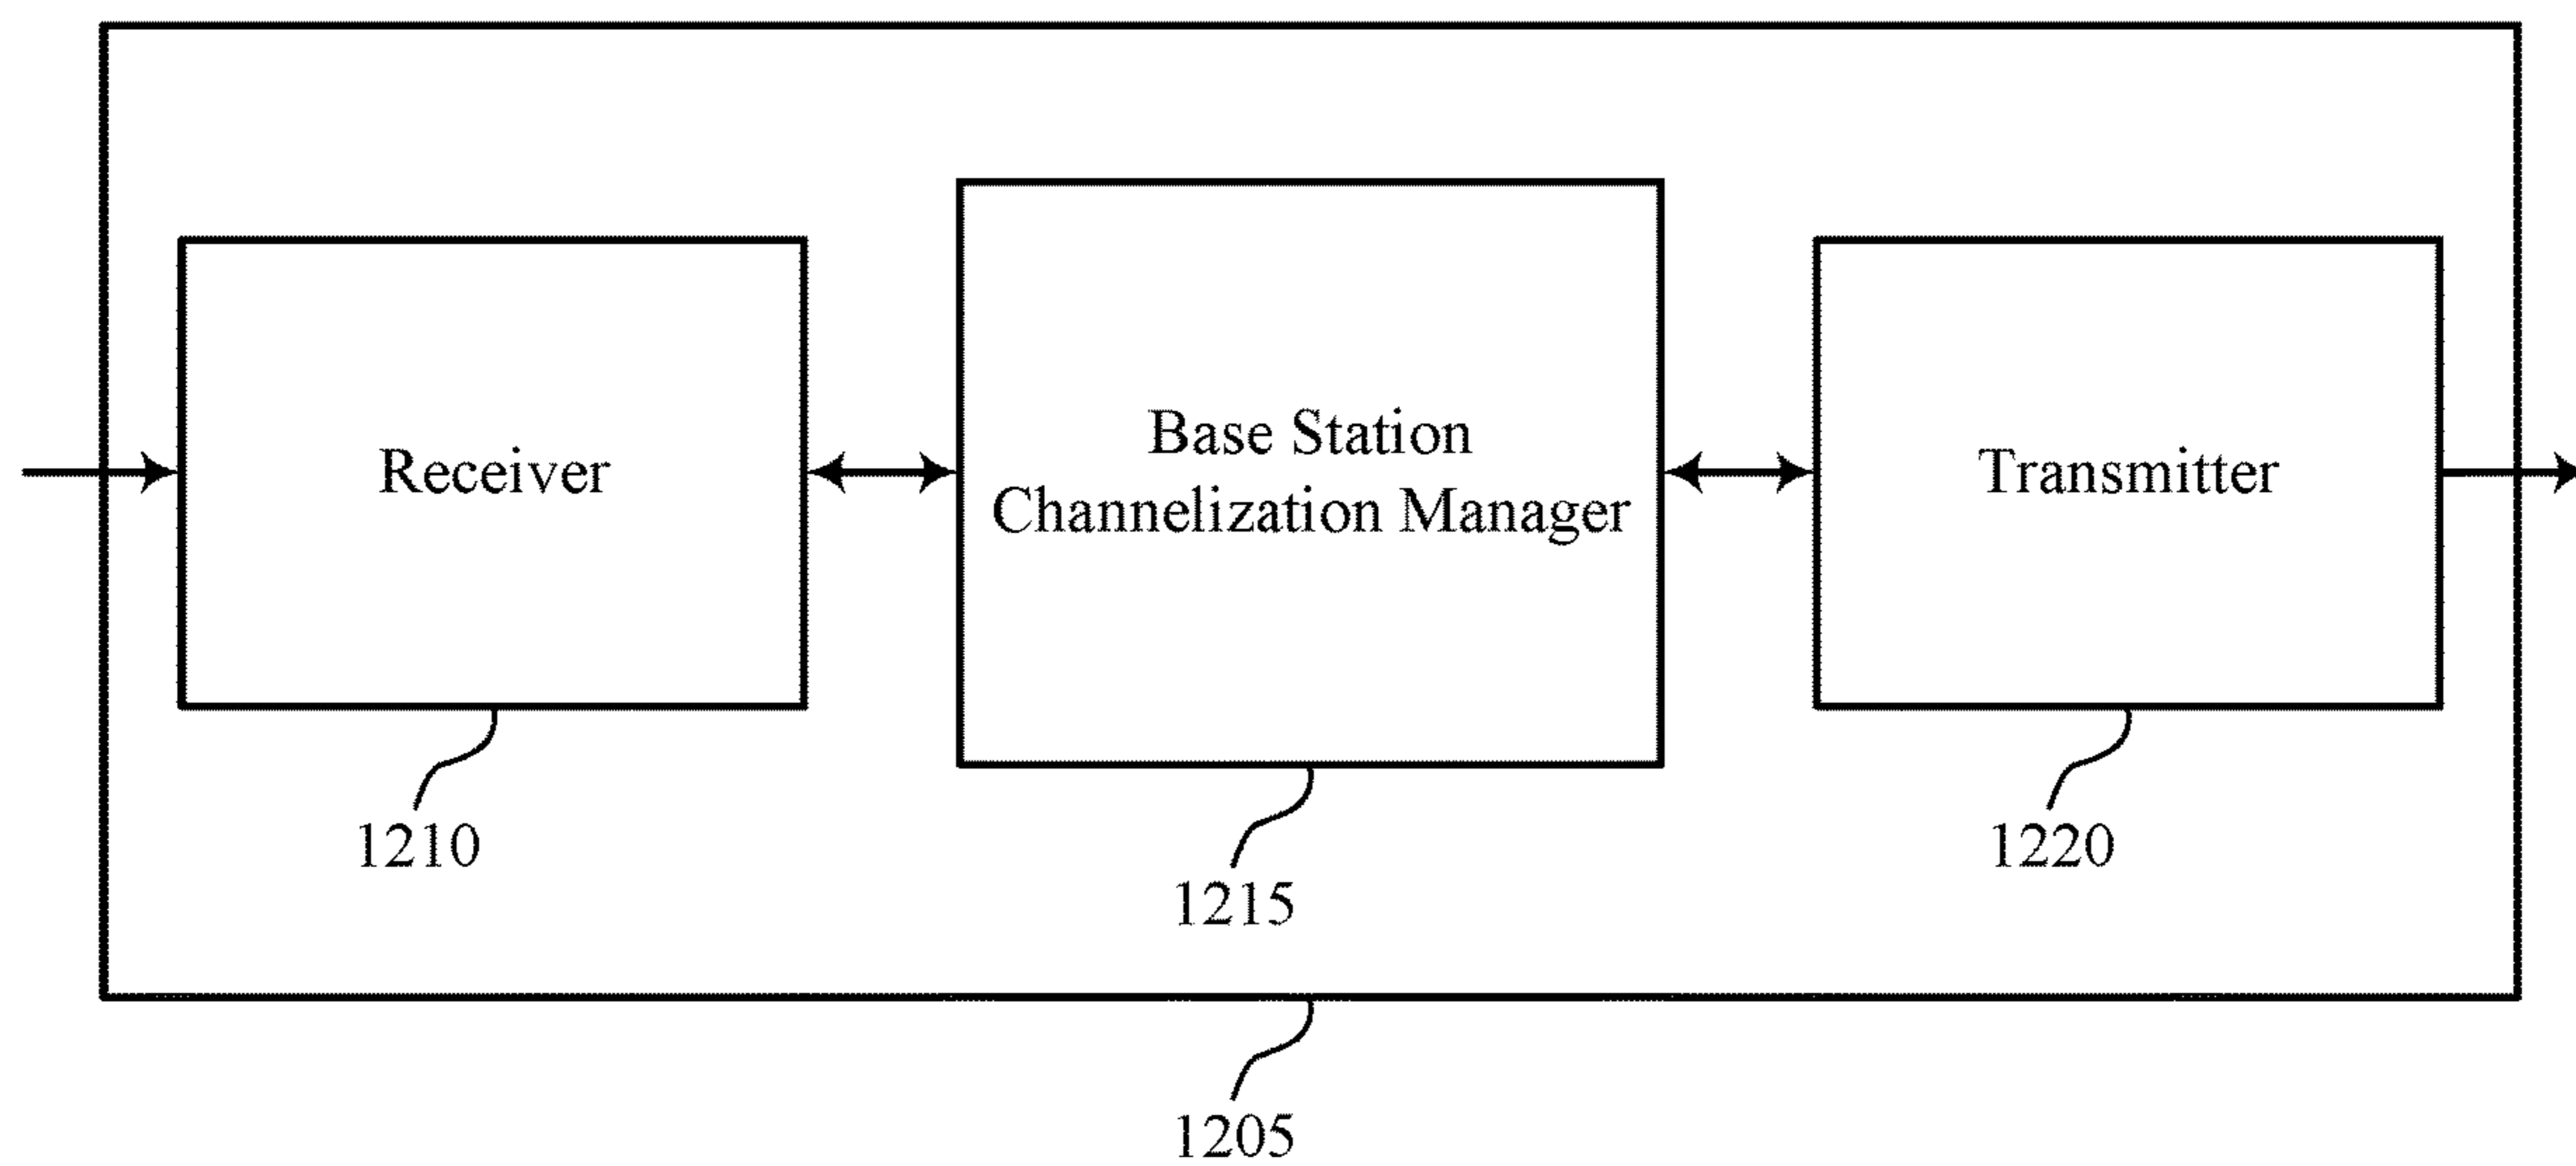 Receiver
Base Station
Channelization Manager
Transmitter
1210
1215
1220
1205